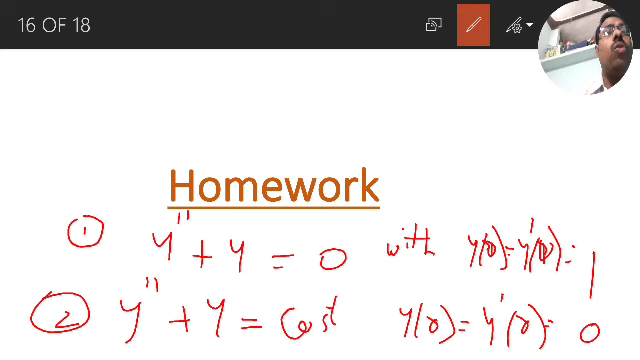 16 OF 18
Homework
① y'' + y = 0 with y(0) = y'(0) = 1
② y'' + y = Cost y(0) = y'(0) = 0